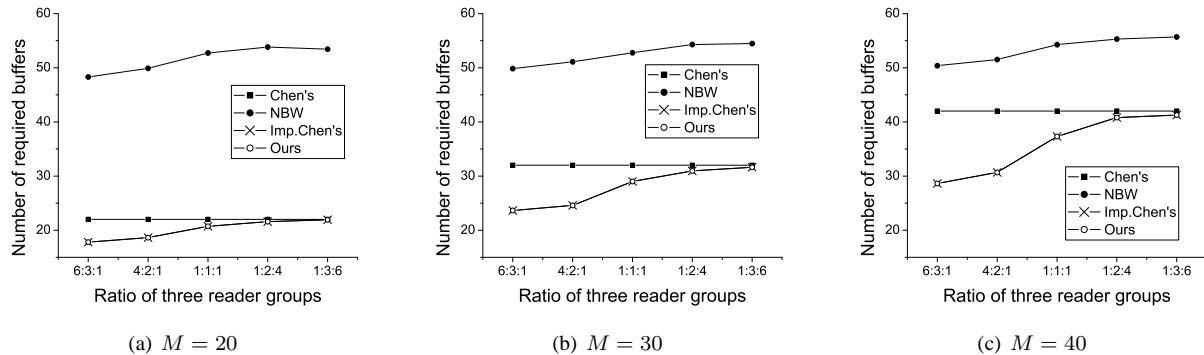 60
50
40
30
20
Number of required buffers
Chen's
NBW
Imp.Chen's
Ours
6:3:1 4:2:1 1:1:1 1:2:4 1:3:6
Ratio of three reader groups
(a) M = 20
60
50
40
30
20
Number of required buffers
Chen's
NBW
Imp.Chen's
Ours
6:3:1 4:2:1 1:1:1 1:2:4 1:3:6
Ratio of three reader groups
(b) M = 30
60
50
40
30
20
Number of required buffers
Chen's
NBW
Imp.Chen's
Ours
6:3:1 4:2:1 1:1:1 1:2:4 1:3:6
Ratio of three reader groups
(c) M = 40